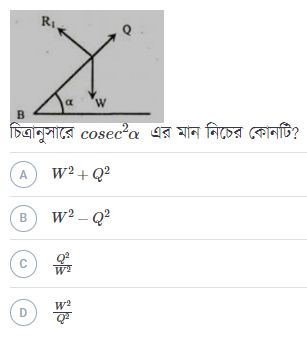 R₁
Q
α
W
B
চিত্রানুসারে cosec²α এর মান নিচের কোনটি?
A W² + Q²
B W² – Q²
C Q²/W²
D W²/Q²